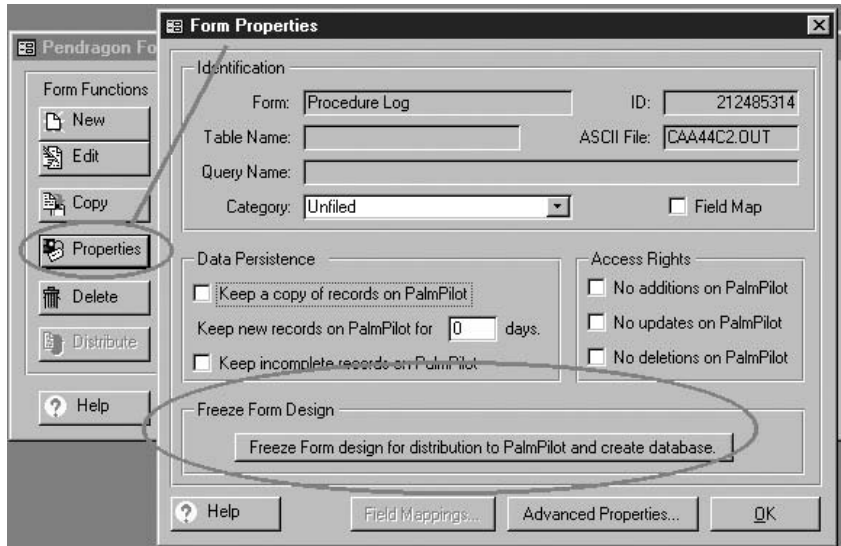 Form Properties
Pendragon Fo
Form Functions
New
Edit
Copy
Properties
Delete
Distribute
Help
Identification
Form: Procedure Log ID: 212485314
Table Name: ASCII File: CAA44C2.OUT
Query Name:
Category: Unfiled Field Map
Data Persistence
Keep a copy of records on PalmPilot
Keep new records on PalmPilot for 0 days.
Keep incomplete records on PalmPilot
Access Rights
No additions on PalmPilot
No updates on PalmPilot
No deletions on PalmPilot
Freeze Form Design
Freeze Form design for distribution to PalmPilot and create database.
Help Field Mappings... Advanced Properties... OK